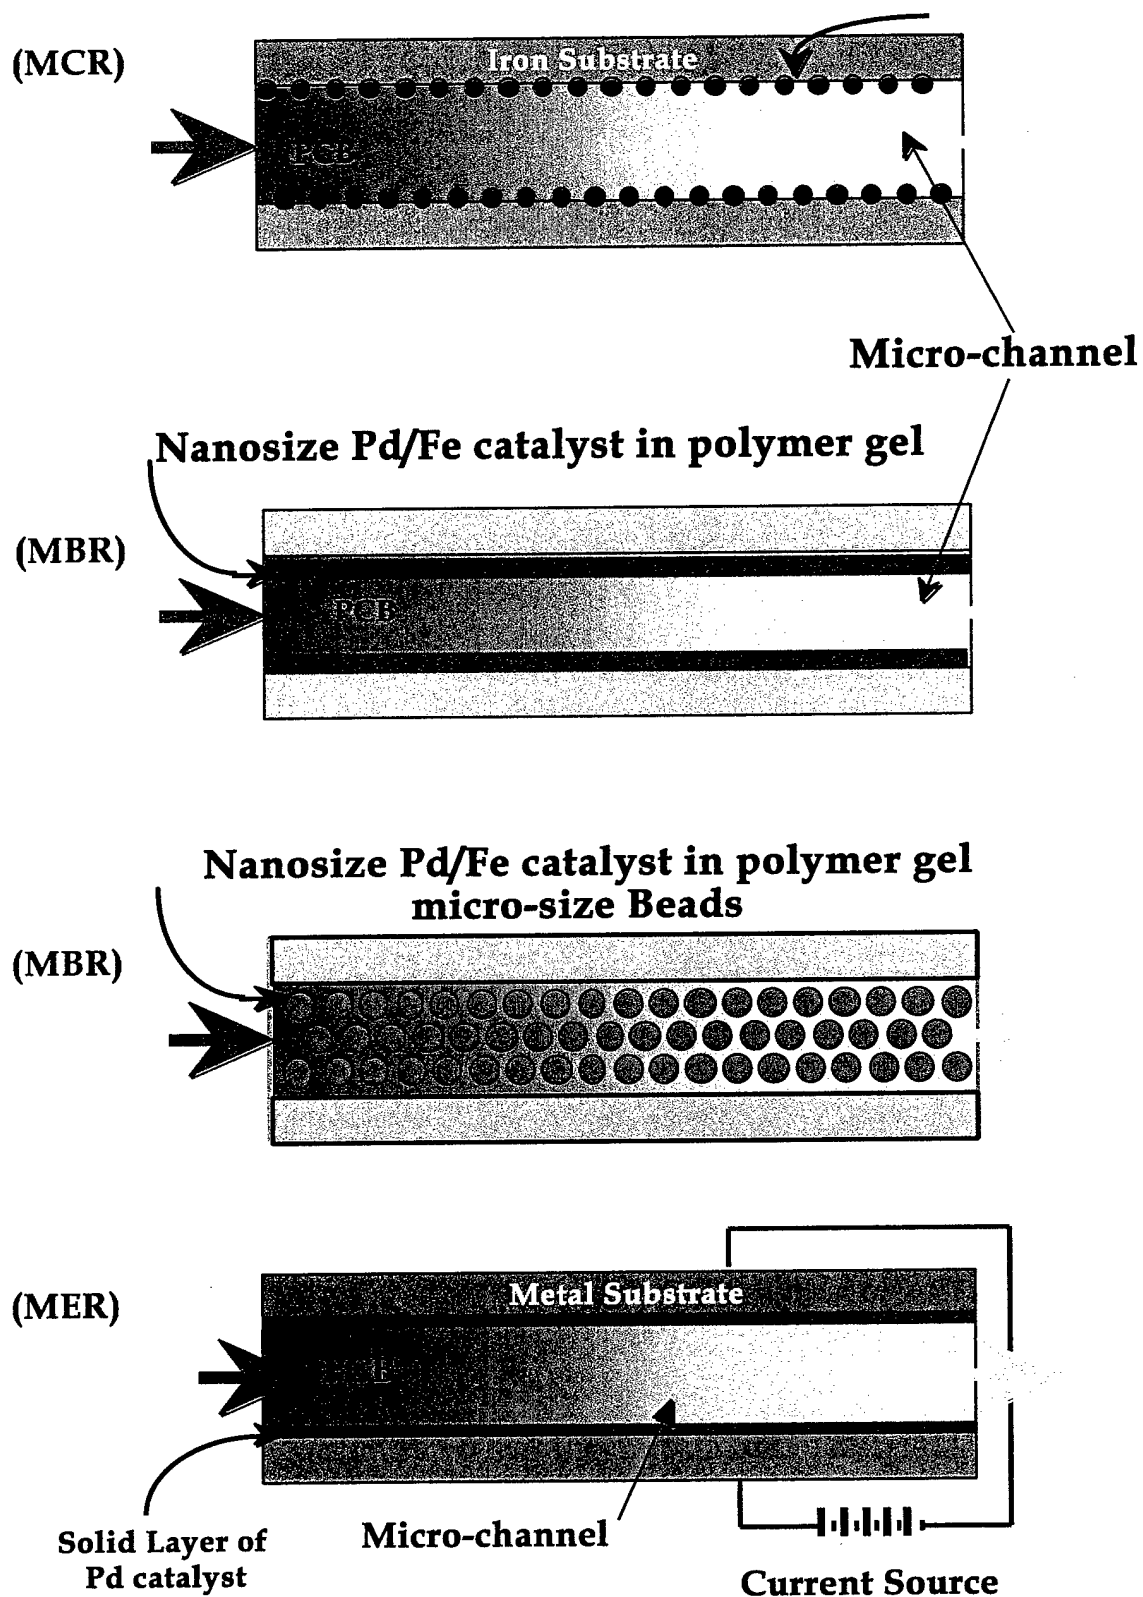 (MCR)
Iron Substrate
PCB
Micro-channel
Nanosize Pd/Fe catalyst in polymer gel
(MBR)
PCB
Nanosize Pd/Fe catalyst in polymer gel
micro-size Beads
(MBR)
(MER)
Metal Substrate
B
Solid Layer of
Pd catalyst
Micro-channel
Current Source